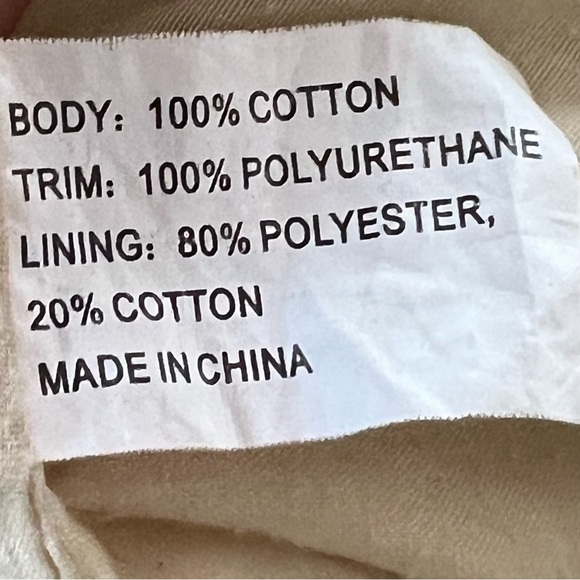 BODY: 100% COTTON
TRIM: 100% POLYURETHANE
LINING: 80% POLYESTER,
20% COTTON
MADE IN CHINA